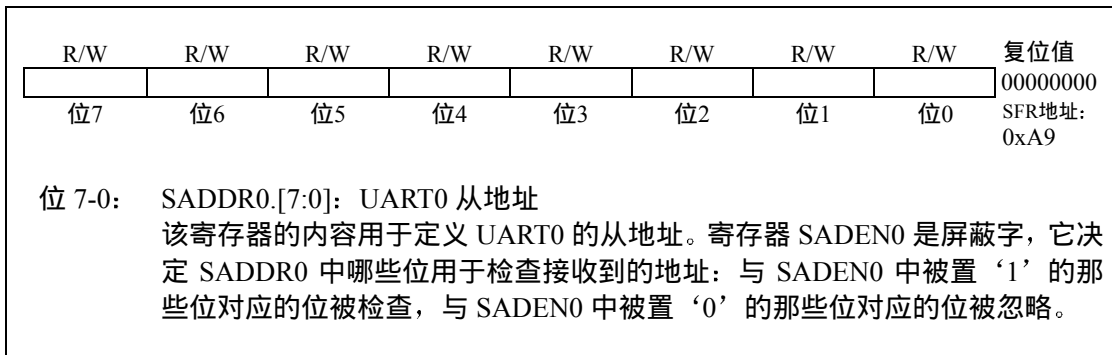 R/W R/W R/W R/W R/W R/W R/W R/W 复位值
00000000
位7 位6 位5 位4 位3 位2 位1 位0 SFR地址：
0xA9
位 7-0： SADDR0.[7:0]：UART0 从地址
该寄存器的内容用于定义 UART0 的从地址。寄存器 SADEN0 是屏蔽字，它决
定 SADDR0 中哪些位用于检查接收到的地址：与 SADEN0 中被置‘1’的那
些位对应的位被检查，与 SADEN0 中被置‘0’的那些位对应的位被忽略。